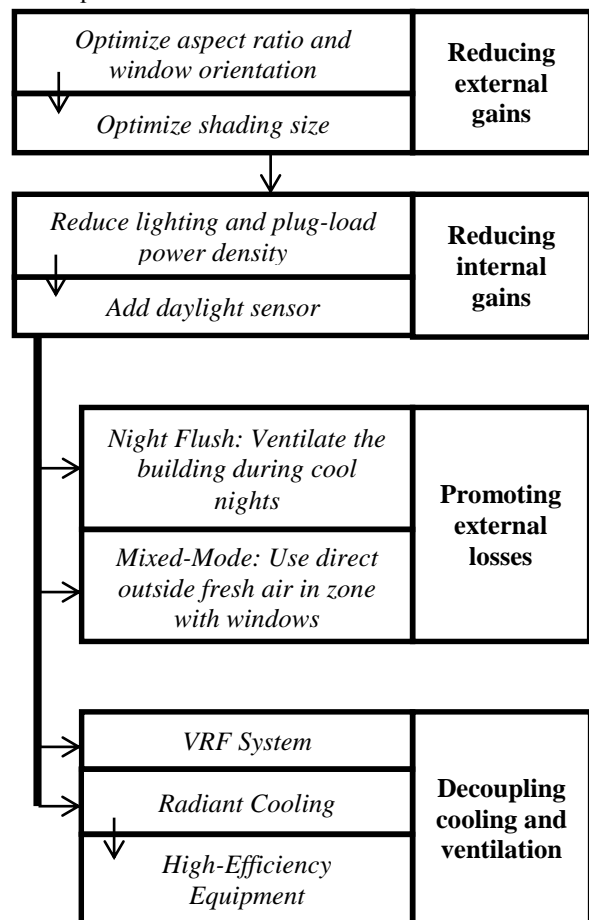 Optimize aspect ratio and
window orientation
Optimize shading size
Reducing
external
gains
Reduce lighting and plug-load
power density
Add daylight sensor
Reducing
internal
gains
Night Flush: Ventilate the
building during cool
nights
Mixed-Mode: Use direct
outside fresh air in zone
with windows
Promoting
external
losses
VRF System
Radiant Cooling
High-Efficiency
Equipment
Decoupling
cooling and
ventilation